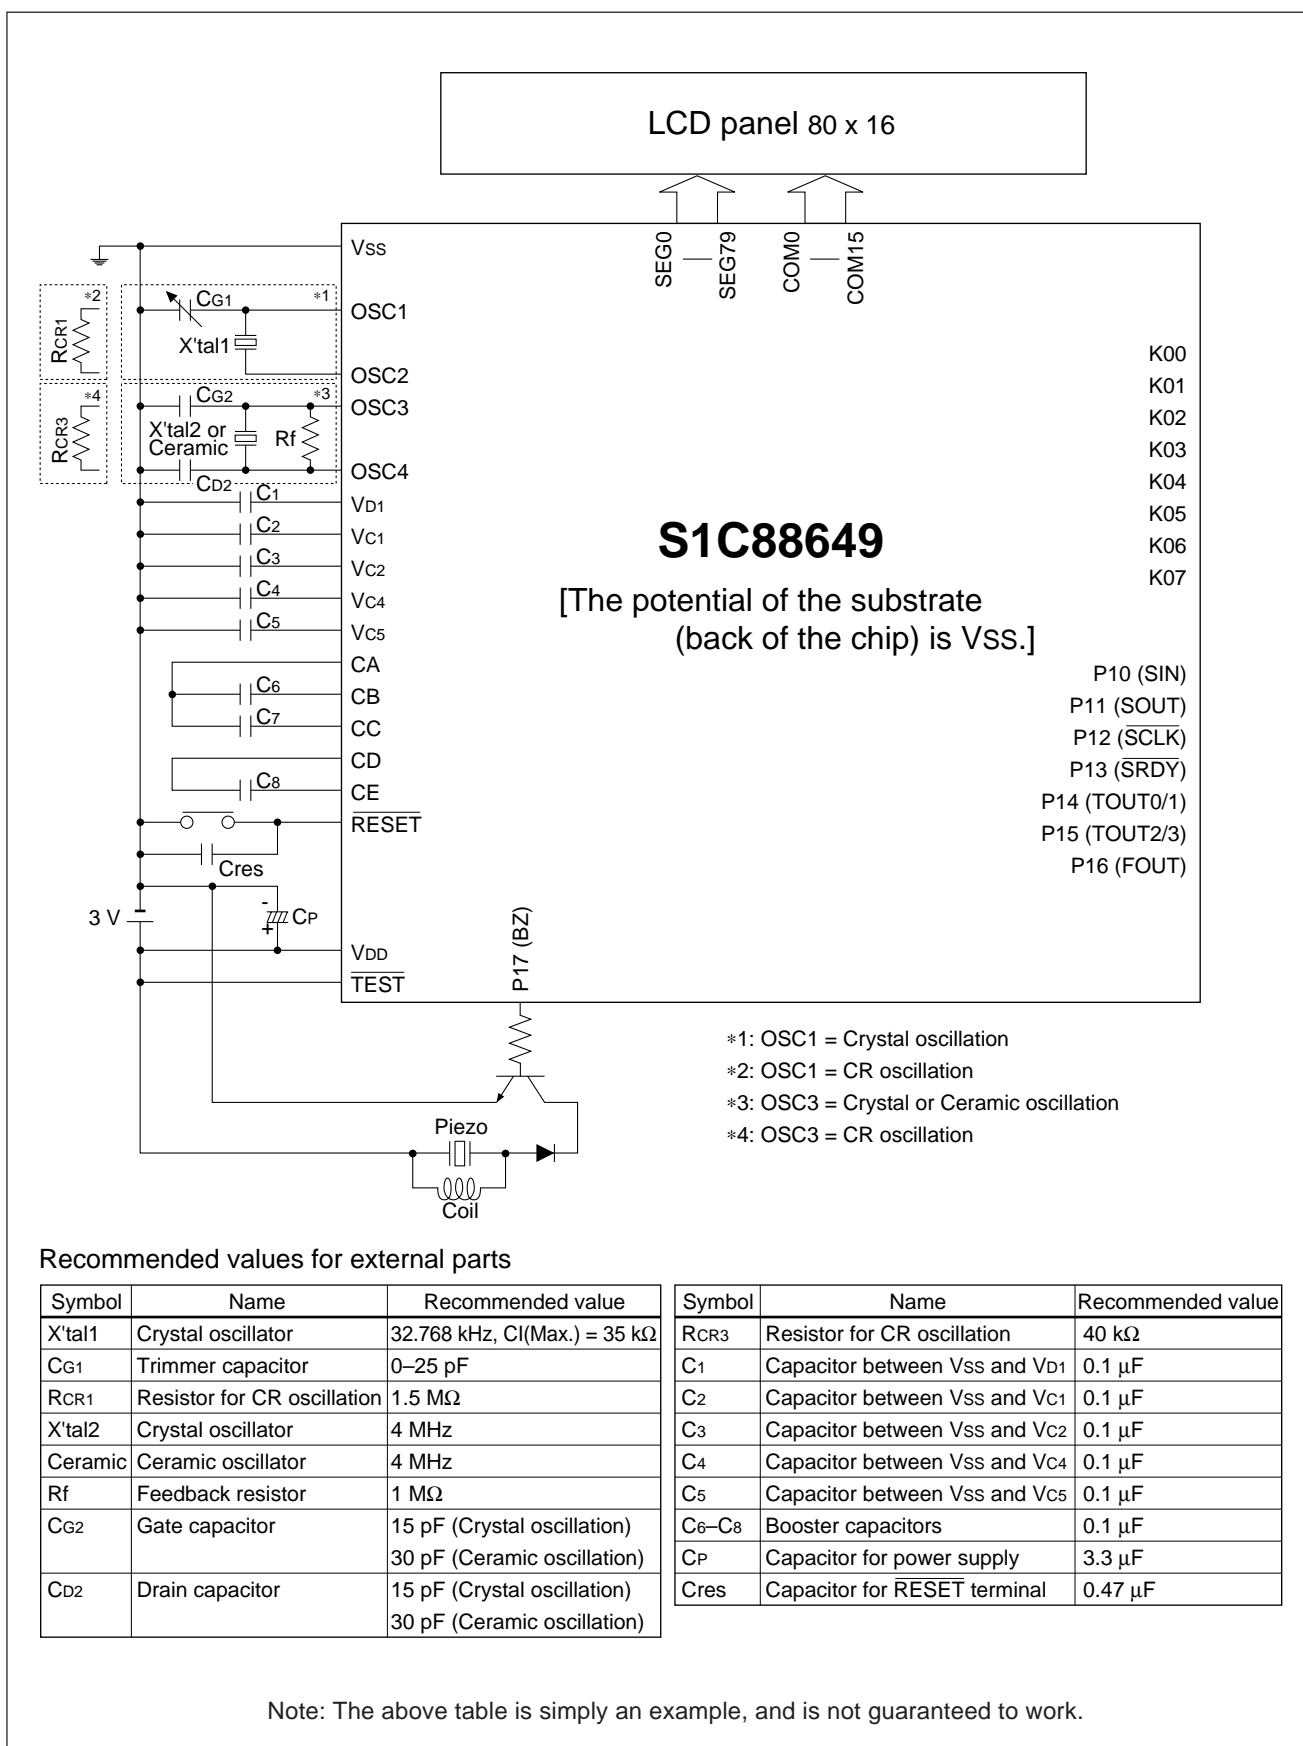 LCD panel 80 x 16
SEG0
SEG79
COM0
COM15
VSS
*2
CG1
*1
OSC1
RCR1
X'tal1
OSC2
*4
CG2
*3
OSC3
RCR3
X'tal2 or
Ceramic
Rf
OSC4
CD2
C1
VD1
C2
VC1
C3
VC2
C4
VC4
C5
VC5
CA
C6
CB
C7
CC
CD
C8
CE
RESET
Cres
3 V
-
+
CP
VDD
TEST
S1C88649
[The potential of the substrate
(back of the chip) is VSS.]
K00
K01
K02
K03
K04
K05
K06
K07
P10 (SIN)
P11 (SOUT)
P12 (SCLK)
P13 (SRDY)
P14 (TOUT0/1)
P15 (TOUT2/3)
P16 (FOUT)
P17 (BZ)
Piezo
Coil
*1: OSC1 = Crystal oscillation
*2: OSC1 = CR oscillation
*3: OSC3 = Crystal or Ceramic oscillation
*4: OSC3 = CR oscillation
Recommended values for external parts
Symbol Name Recommended value
X'tal1 Crystal oscillator 32.768 kHz, CI(Max.) = 35 kΩ
CG1 Trimmer capacitor 0–25 pF
RCR1 Resistor for CR oscillation 1.5 MΩ
X'tal2 Crystal oscillator 4 MHz
Ceramic Ceramic oscillator 4 MHz
Rf Feedback resistor 1 MΩ
CG2 Gate capacitor 15 pF (Crystal oscillation)
30 pF (Ceramic oscillation)
CD2 Drain capacitor 15 pF (Crystal oscillation)
30 pF (Ceramic oscillation)
Symbol Name Recommended value
RCR3 Resistor for CR oscillation 40 kΩ
C1 Capacitor between VSS and VD1 0.1 µF
C2 Capacitor between VSS and VC1 0.1 µF
C3 Capacitor between VSS and VC2 0.1 µF
C4 Capacitor between VSS and VC4 0.1 µF
C5 Capacitor between VSS and VC5 0.1 µF
C6–C8 Booster capacitors 0.1 µF
CP Capacitor for power supply 3.3 µF
Cres Capacitor for RESET terminal 0.47 µF
Note: The above table is simply an example, and is not guaranteed to work.